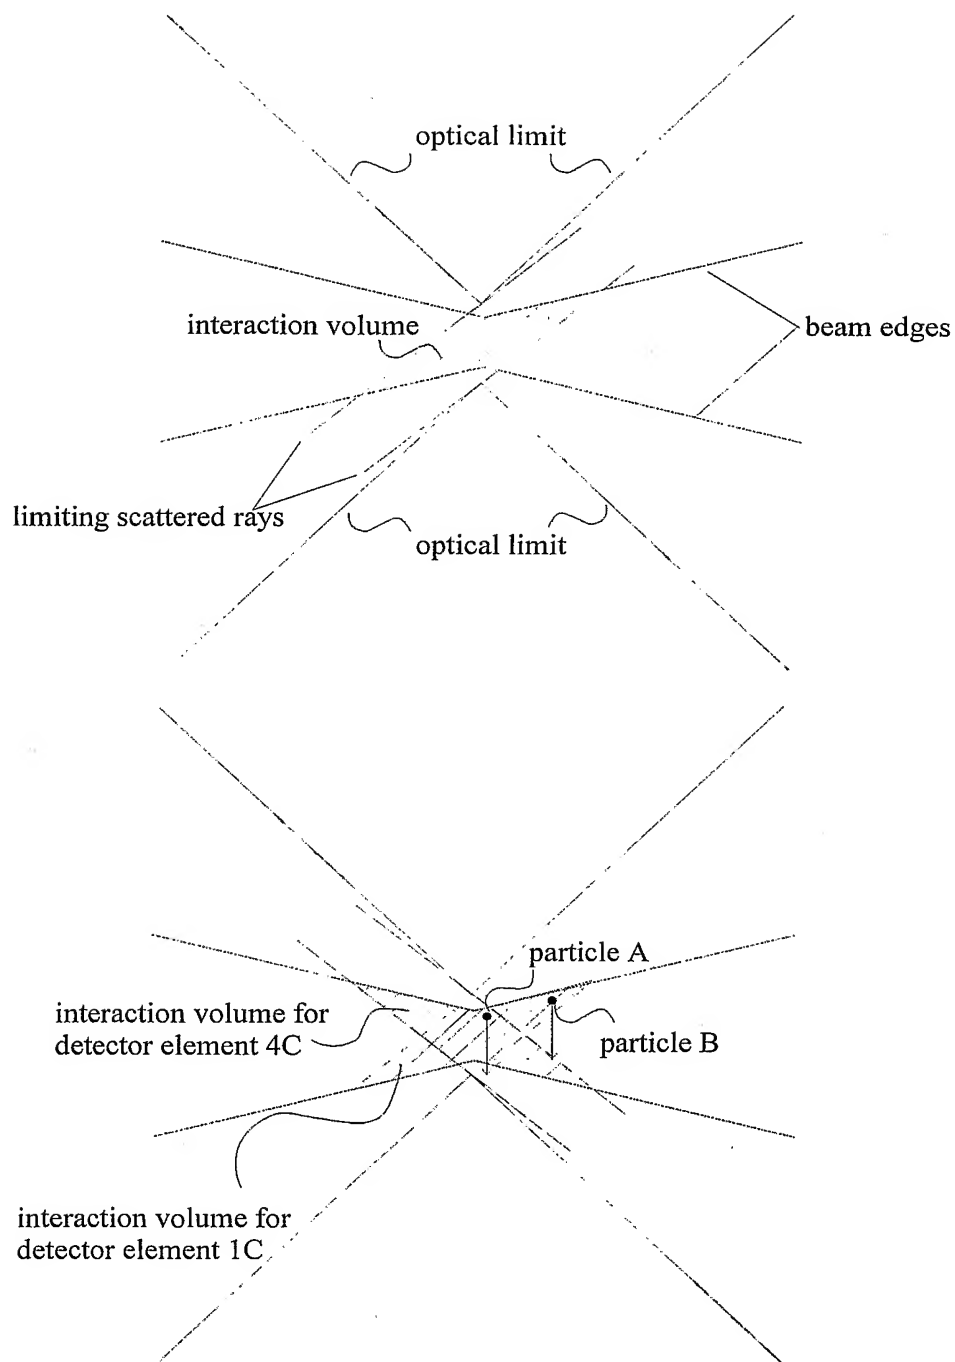 optical limit
interaction volume
beam edges
limiting scattered rays
optical limit
particle A
interaction volume for
detector element 4C
particle B
interaction volume for
detector element 1C